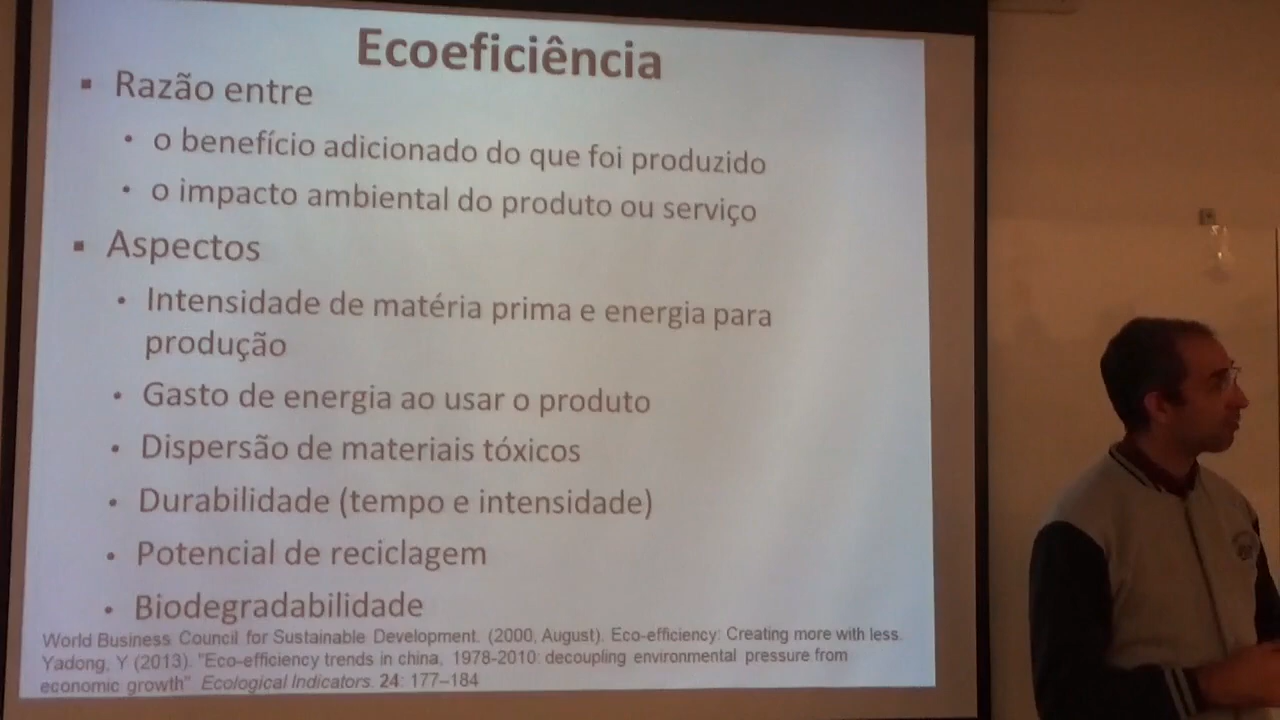 Ecoeficiência
▪ Razão entre
• o benefício adicionado do que foi produzido
• o impacto ambiental do produto ou serviço
▪ Aspectos
• Intensidade de matéria prima e energia para
produção
• Gasto de energia ao usar o produto
• Dispersão de materiais tóxicos
• Durabilidade (tempo e intensidade)
• Potencial de reciclagem
• Biodegradabilidade
World Business Council for Sustainable Development. (2000, August). Eco-efficiency: Creating more with less.
Yadong, Y (2013). "Eco-efficiency trends in china, 1978-2010: decoupling environmental pressure from
economic growth" Ecological Indicators. 24: 177–184